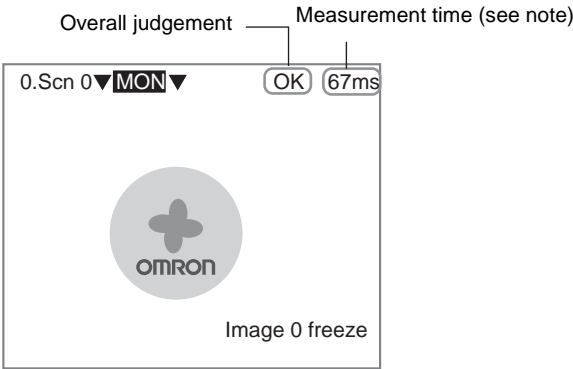 Overall judgement
Measurement time (see note)
0.Scn 0▼MON▼ OK 67ms
OMRON
Image 0 freeze